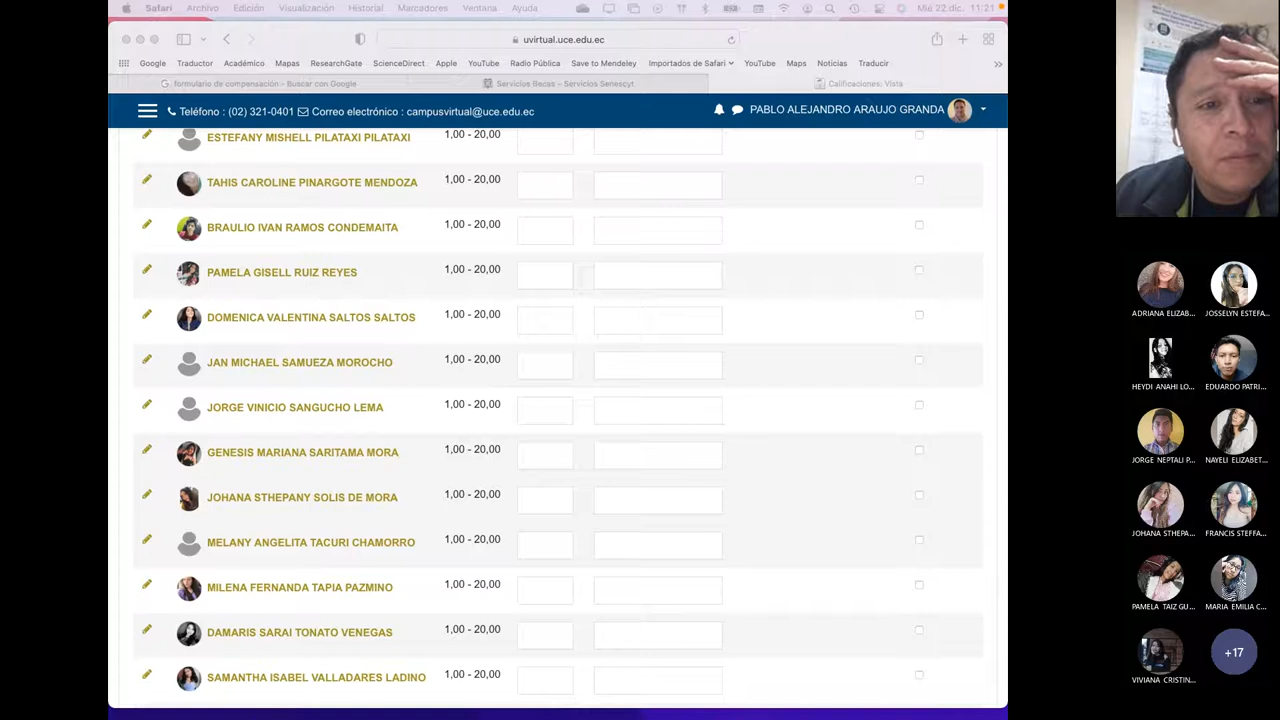 Safari Archivo Edición Visualización Historial Marcadores Ventana Ayuda Mié 22 dic. 11:21
uvirtual.uce.edu.ec
Google Traductor Académico Mapas ResearchGate ScienceDirect Apple YouTube Radio Pública Save to Mendeley Importados de Safari YouTube Maps Noticias Traducir
formulario de compensación - Buscar con Google Servicios Becas – Servicios Senescyt Calificaciones: Vista
Teléfono : (02) 321-0401 Correo electrónico : campusvirtual@uce.edu.ec PABLO ALEJANDRO ARAUJO GRANDA
ESTEFANY MISHELL PILATAXI PILATAXI 1,00 - 20,00
TAHIS CAROLINE PINARGOTE MENDOZA 1,00 - 20,00
BRAULIO IVAN RAMOS CONDEMAITA 1,00 - 20,00
PAMELA GISELL RUIZ REYES 1,00 - 20,00
DOMENICA VALENTINA SALTOS SALTOS 1,00 - 20,00
JAN MICHAEL SAMUEZA MOROCHO 1,00 - 20,00
JORGE VINICIO SANGUCHO LEMA 1,00 - 20,00
GENESIS MARIANA SARITAMA MORA 1,00 - 20,00
JOHANA STHEPANY SOLIS DE MORA 1,00 - 20,00
MELANY ANGELITA TACURI CHAMORRO 1,00 - 20,00
MILENA FERNANDA TAPIA PAZMINO 1,00 - 20,00
DAMARIS SARAI TONATO VENEGAS 1,00 - 20,00
SAMANTHA ISABEL VALLADARES LADINO 1,00 - 20,00
ADRIANA ELIZAB... JOSSELYN ESTEFA...
HEYDI ANAHI LO... EDUARDO PATRI...
JORGE NEPTALI P... NAYELI ELIZABET...
JOHANA STHEPA... FRANCIS STEFFA...
PAMELA TAIZ GU... MARIA EMILIA C...
VIVIANA CRISTIN... +17